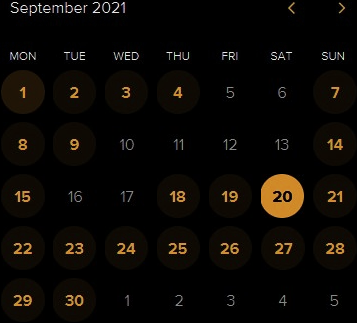 September 2021
MON TUE WED THU FRI SAT SUN
1 2 3 4 5 6 7
8 9 10 11 12 13 14
15 16 17 18 19 20 21
22 23 24 25 26 27 28
29 30 1 2 3 4 5